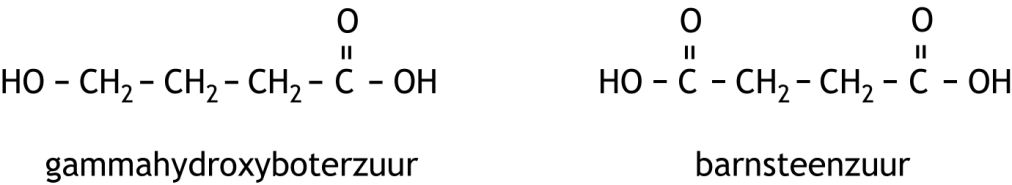 O O O
|| || ||
HO – CH₂ – CH₂ – CH₂ – C – OH HO – C – CH₂ – CH₂ – C – OH
gammahydroxyboterzuur barnsteenzuur